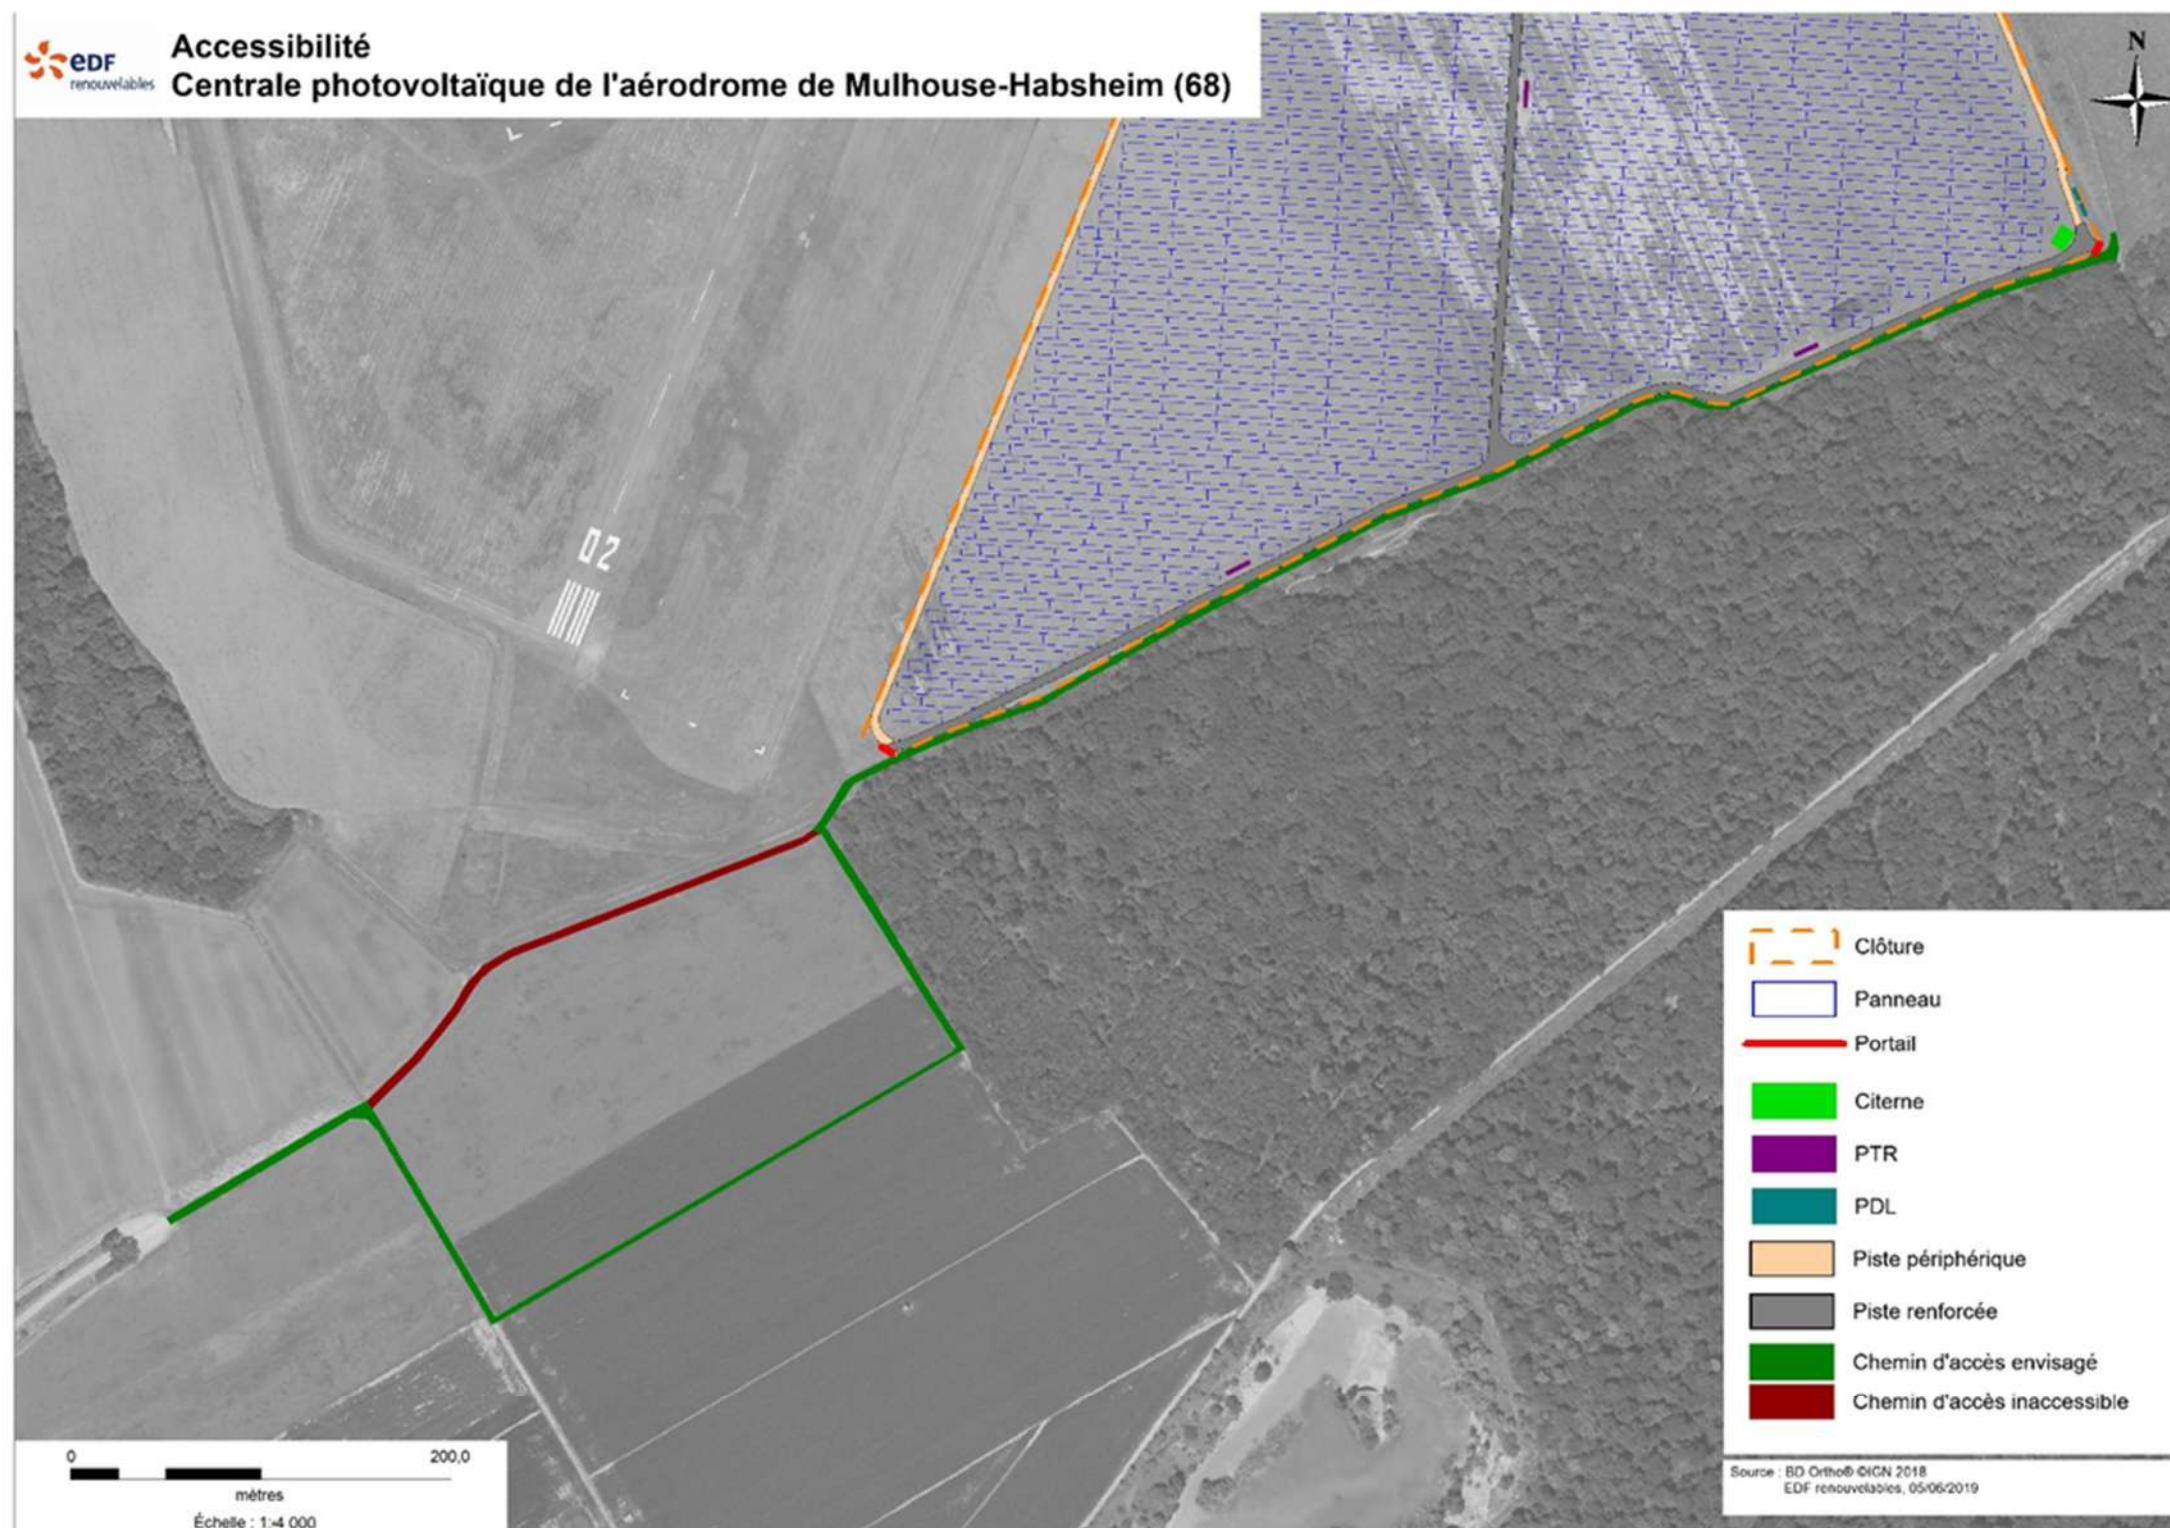 eDF
renouvelables
Accessibilité
Centrale photovoltaïque de l'aérodrome de Mulhouse-Habsheim (68)
N
02
Clôture
Panneau
Portail
Citerne
PTR
PDL
Piste périphérique
Piste renforcée
Chemin d'accès envisagé
Chemin d'accès inaccessible
Source : BD Ortho® ©IGN 2018
EDF renouvelables, 05/06/2019
0 200,0
mètres
Échelle : 1:4 000